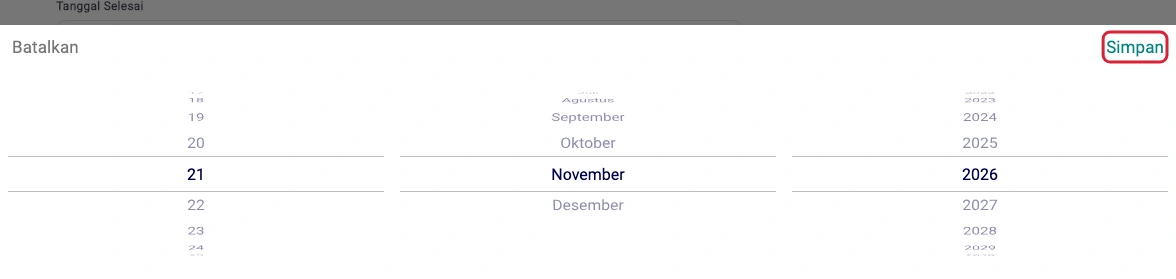 Tanggal Selesai
Batalkan Simpan
18 Agustus 2023
19 September 2024
20 Oktober 2025
21 November 2026
22 Desember 2027
23 2028
24 2029